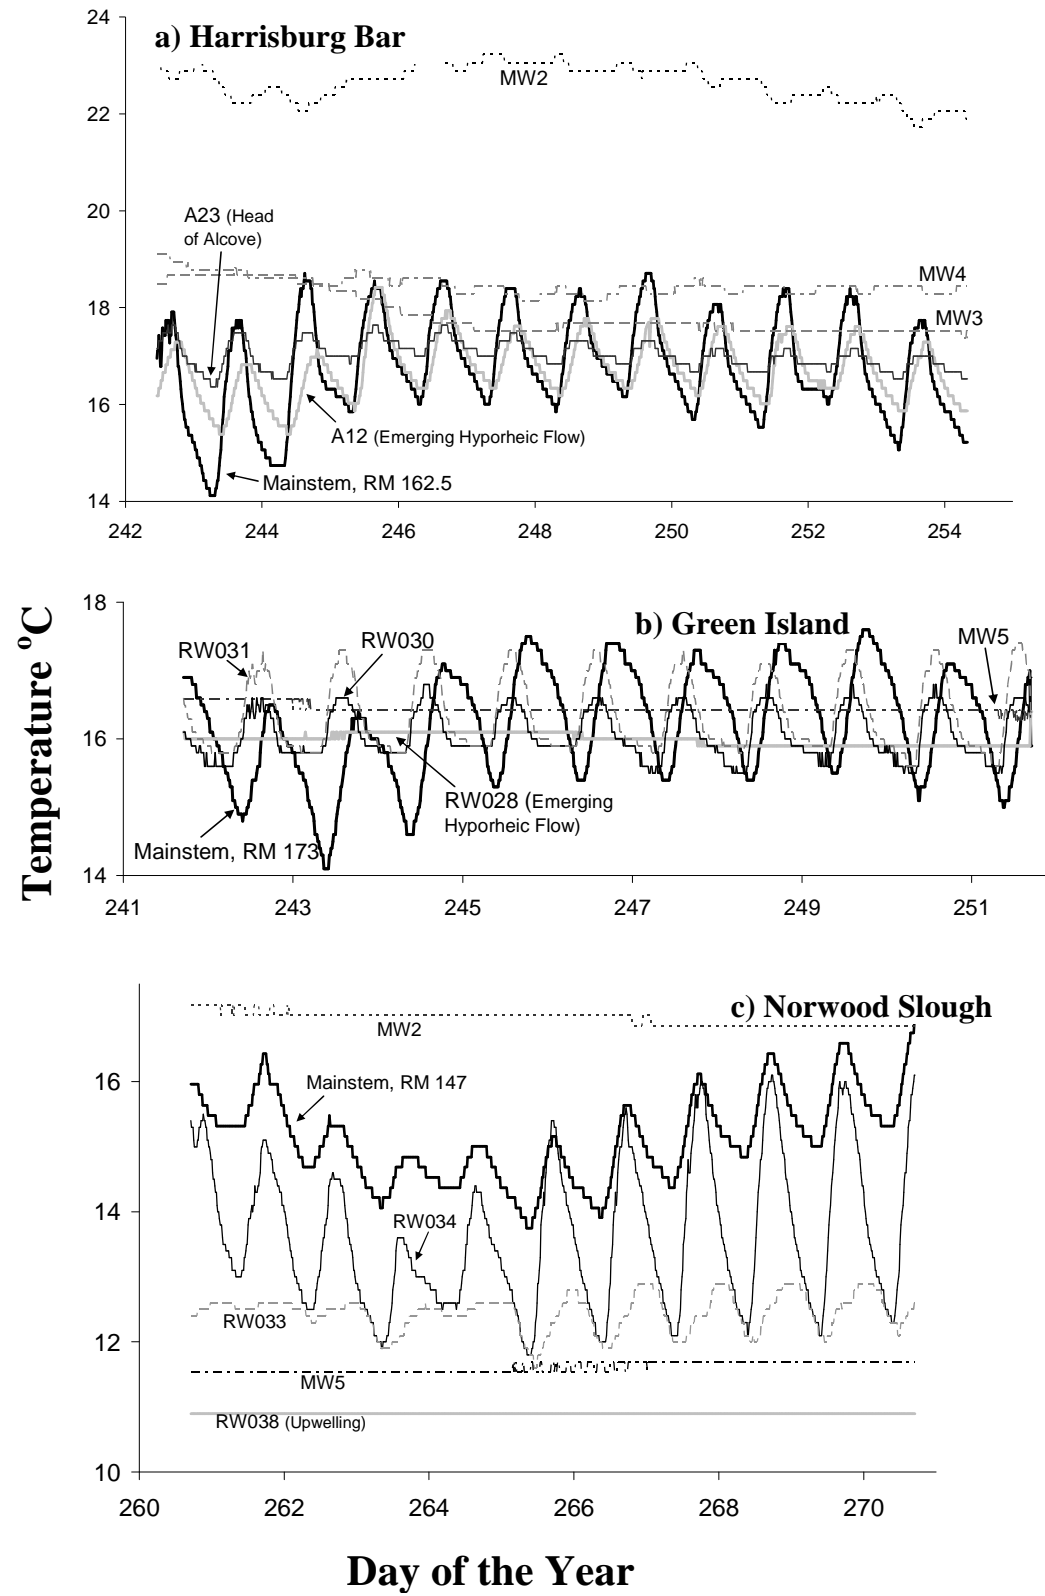 24
a) Harrisburg Bar
MW2
22
20
A23 (Head
of Alcove)
MW4
18
MW3
16
A12 (Emerging Hyporheic Flow)
Mainstem, RM 162.5
14
242 244 246 248 250 252 254
Temperature °C
18
b) Green Island
RW031
RW030
MW5
16
RW028 (Emerging
Hyporheic Flow)
Mainstem, RM 173
14
241 243 245 247 249 251
c) Norwood Slough
MW2
16
Mainstem, RM 147
14
RW034
RW033
12
MW5
RW038 (Upwelling)
10
260 262 264 266 268 270
Day of the Year